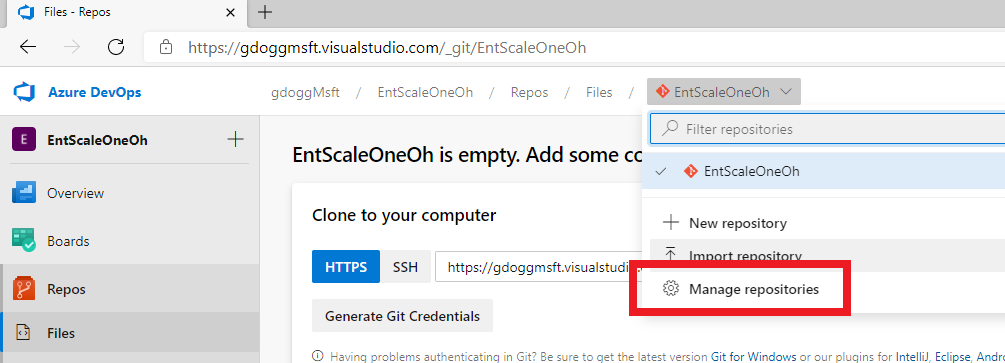 Files - Repos
https://gdoggmsft.visualstudio.com/_git/EntScaleOneOh
Azure DevOps
gdoggMsft / EntScaleOneOh / Repos / Files / EntScaleOneOh
E EntScaleOneOh
Filter repositories
EntScaleOneOh is empty. Add some
Overview
EntScaleOneOh
Clone to your computer
New repository
Boards
Import repository
HTTPS SSH https://gdoggmsft.visualstudio.
Manage repositories
Repos
Generate Git Credentials
Files
Having problems authenticating in Git? Be sure to get the latest version Git for Windows or our plugins for IntelliJ, Eclipse,